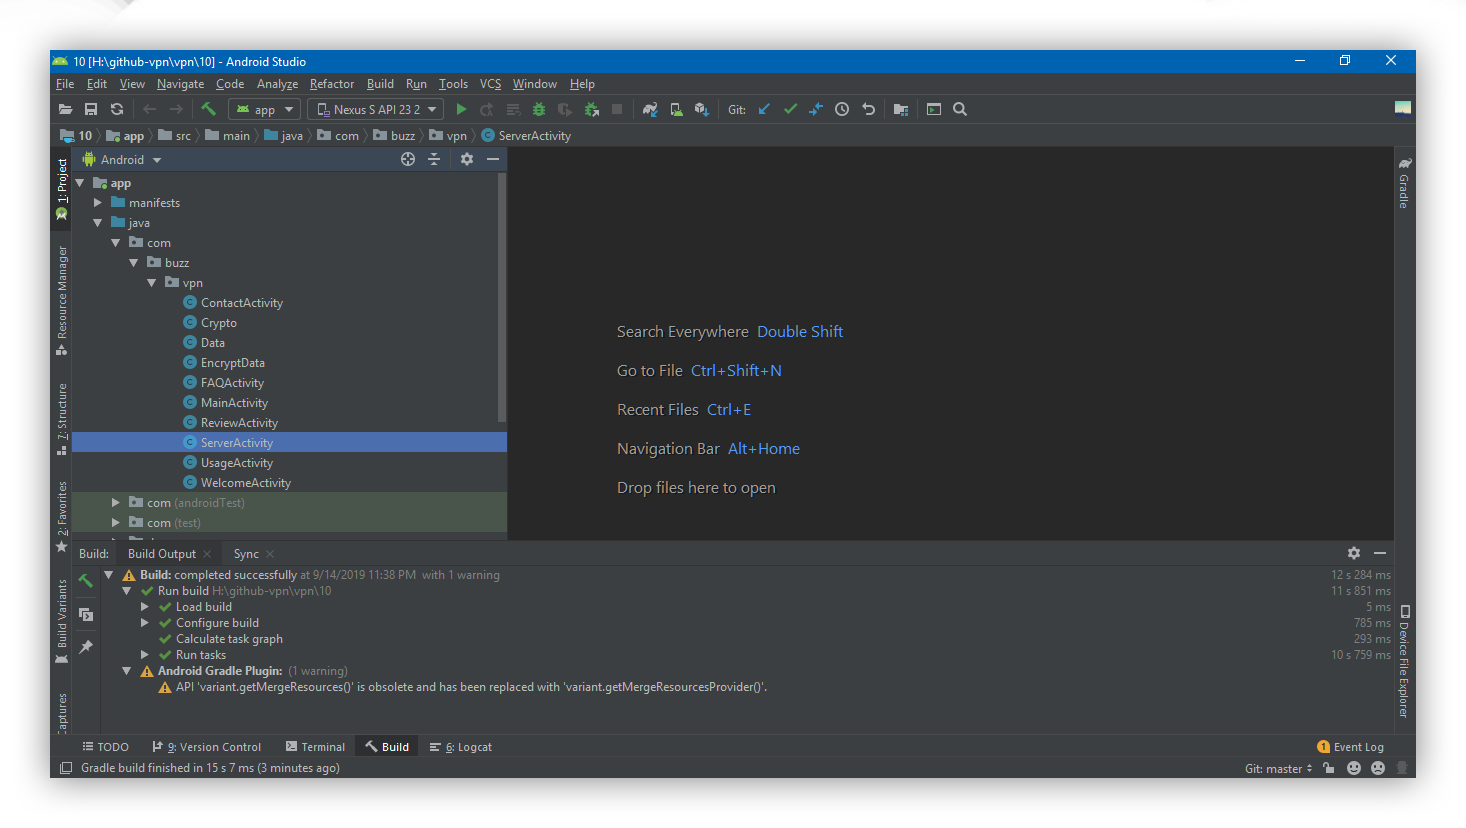 10 [H:\github-vpn\vpn\10] - Android Studio
File Edit View Navigate Code Analyze Refactor Build Run Tools VCS Window Help
app Nexus S API 23 2 Git:
10 app src main java com buzz vpn ServerActivity
1: Project
Resource Manager
7: Structure
2: Favorites
Build Variants
aptures
Android
app
manifests
java
com
buzz
vpn
ContactActivity
Crypto
Data
EncryptData
FAQActivity
MainActivity
ReviewActivity
ServerActivity
UsageActivity
WelcomeActivity
com (androidTest)
com (test)
Search Everywhere Double Shift
Go to File Ctrl+Shift+N
Recent Files Ctrl+E
Navigation Bar Alt+Home
Drop files here to open
Gradle
Device File Explorer
Build: Build Output Sync
Build: completed successfully at 9/14/2019 11:38 PM with 1 warning 12 s 284 ms
Run build H:\github-vpn\vpn\10 11 s 851 ms
Load build 5 ms
Configure build 785 ms
Calculate task graph 293 ms
Run tasks 10 s 759 ms
Android Gradle Plugin: (1 warning)
API 'variant.getMergeResources()' is obsolete and has been replaced with 'variant.getMergeResourcesProvider()'.
TODO 9: Version Control Terminal Build 6: Logcat 1 Event Log
Gradle build finished in 15 s 7 ms (3 minutes ago) Git: master